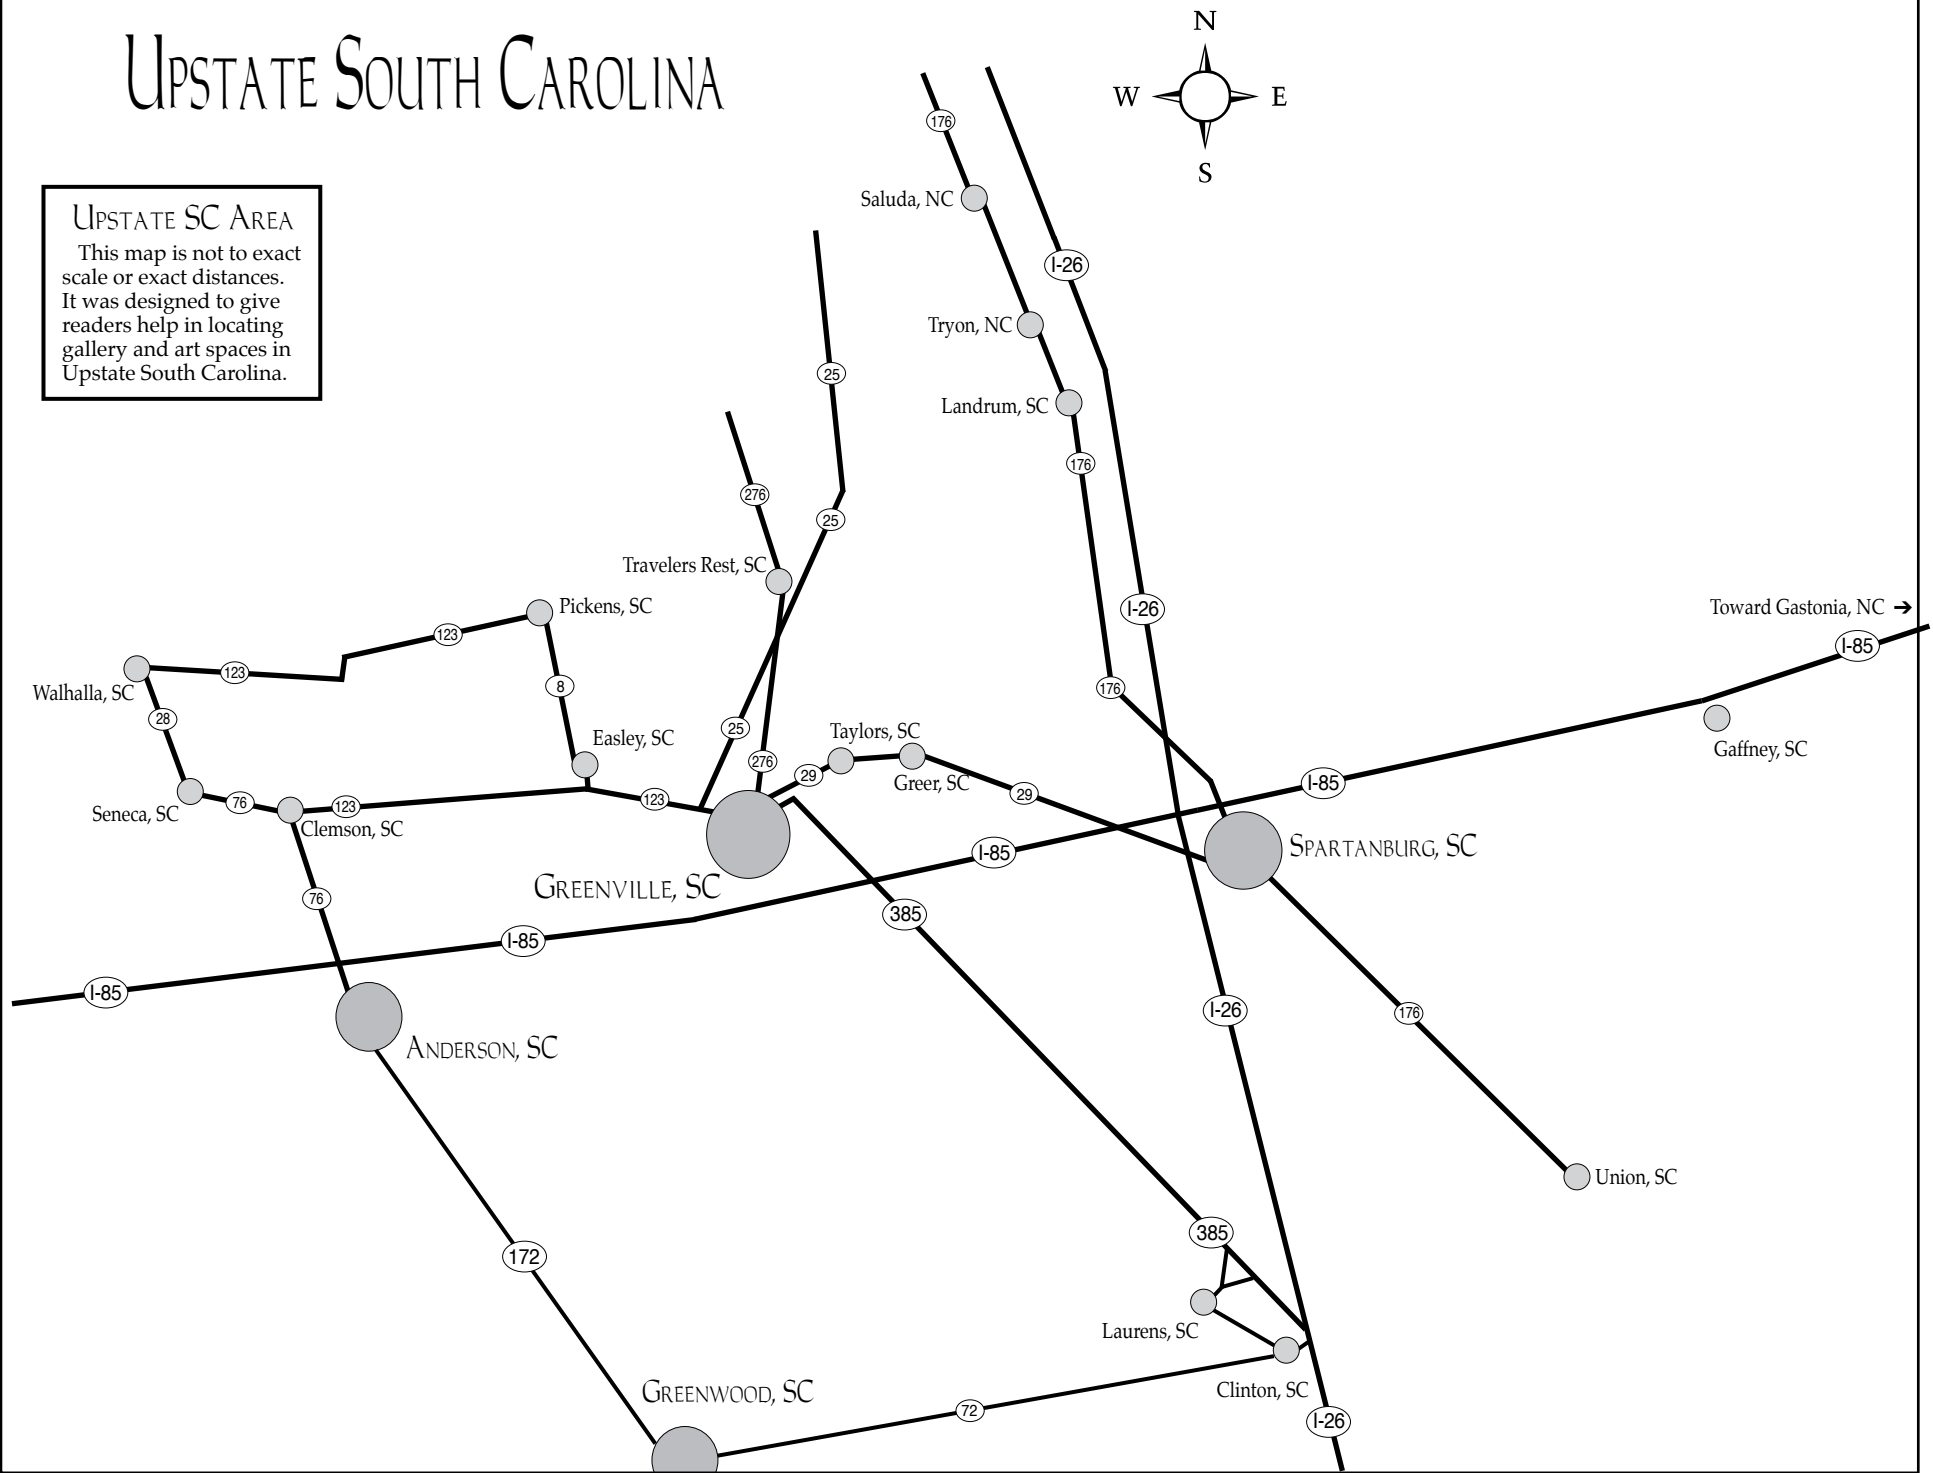 UPSTATE SOUTH CAROLINA
N
W
E
S
UPSTATE SC AREA
This map is not to exact
scale or exact distances.
It was designed to give
readers help in locating
gallery and art spaces in
Upstate South Carolina.
176
Saluda, NC
I-26
Tryon, NC
25
Landrum, SC
176
276
25
Travelers Rest, SC
Pickens, SC
I-26
Toward Gastonia, NC ➔
123
I-85
123
Walhalla, SC
8
176
28
25
Gaffney, SC
Easley, SC
Taylors, SC
276
29
Greer, SC
I-85
29
Seneca, SC
76
123
123
Clemson, SC
SPARTANBURG, SC
I-85
GREENVILLE, SC
76
385
I-85
I-85
I-26
176
ANDERSON, SC
Union, SC
385
172
Laurens, SC
GREENWOOD, SC
Clinton, SC
72
I-26